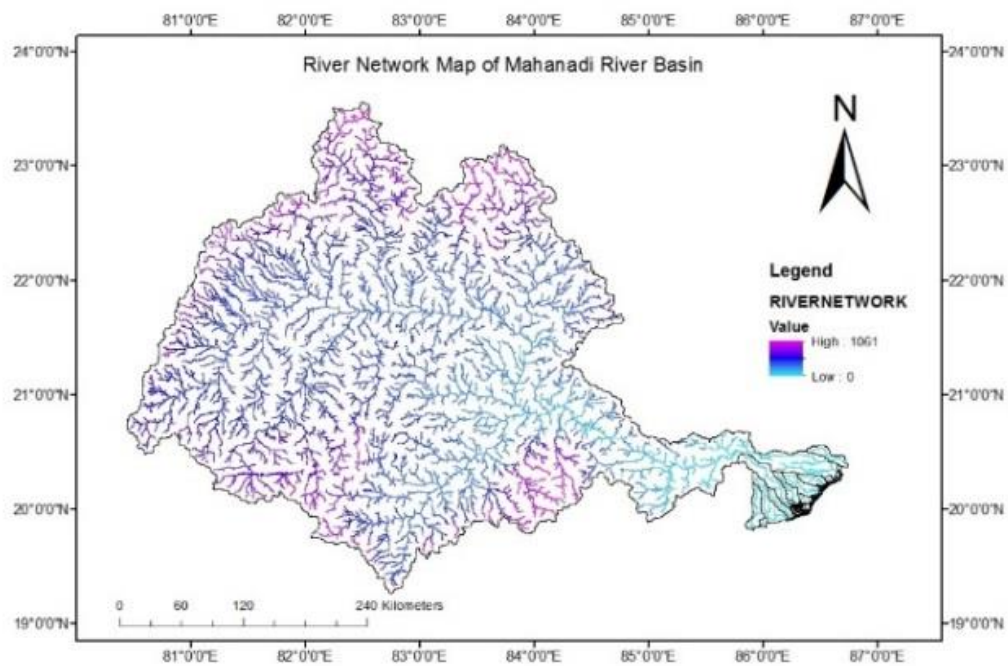 81°0'0"E 82°0'0"E 83°0'0"E 84°0'0"E 85°0'0"E 86°0'0"E 87°0'0"E
24°0'0"N 24°0'0"N
River Network Map of Mahanadi River Basin
N
23°0'0"N 23°0'0"N
Legend
22°0'0"N 22°0'0"N
RIVERNETWORK
Value
High : 1061
Low : 0
21°0'0"N 21°0'0"N
20°0'0"N 20°0'0"N
0 60 120 240 Kilometers
19°0'0"N 19°0'0"N
81°0'0"E 82°0'0"E 83°0'0"E 84°0'0"E 85°0'0"E 86°0'0"E 87°0'0"E